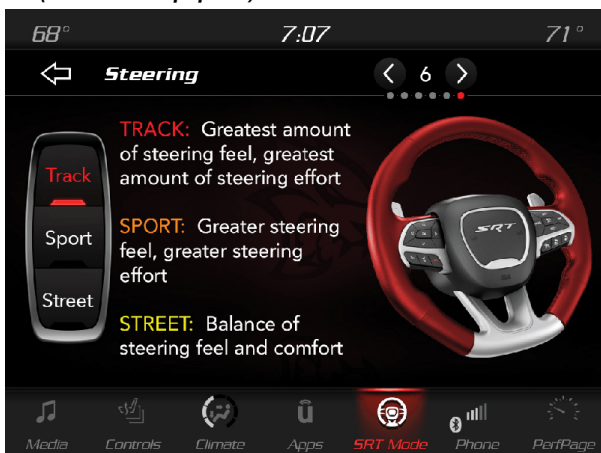 68° 7:07 71°
Steering 6
TRACK: Greatest amount
of steering feel, greatest
amount of steering effort
Track
SPORT: Greater steering
feel, greater steering
effort
Sport
Street
STREET: Balance of
steering feel and comfort
SRT
Media Controls Climate Apps SRT Mode Phone PerfPage